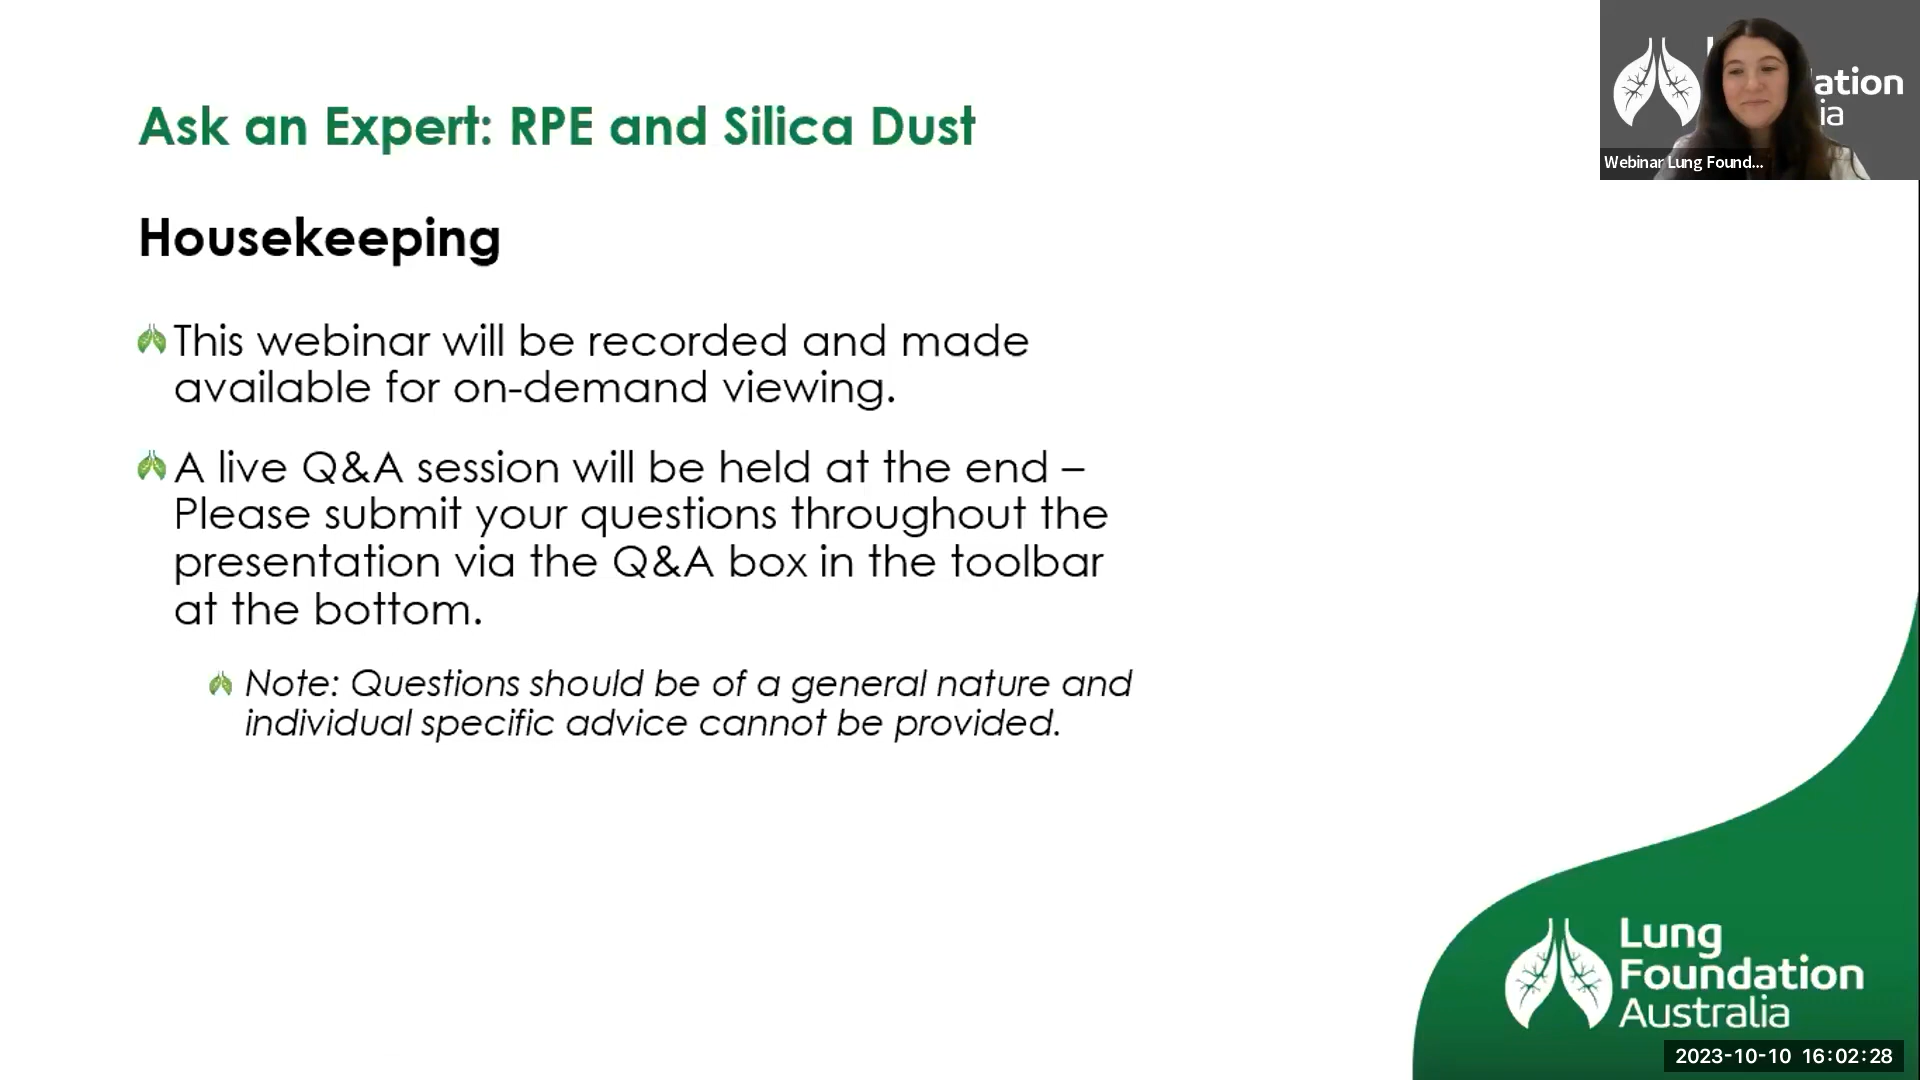 Ask an Expert: RPE and Silica Dust
Housekeeping
This webinar will be recorded and made
available for on-demand viewing.
A live Q&A session will be held at the end –
Please submit your questions throughout the
presentation via the Q&A box in the toolbar
at the bottom.
Note: Questions should be of a general nature and
individual specific advice cannot be provided.
ation
ia
Webinar Lung Found...
Lung
Foundation
Australia
2023-10-10 16:02:28